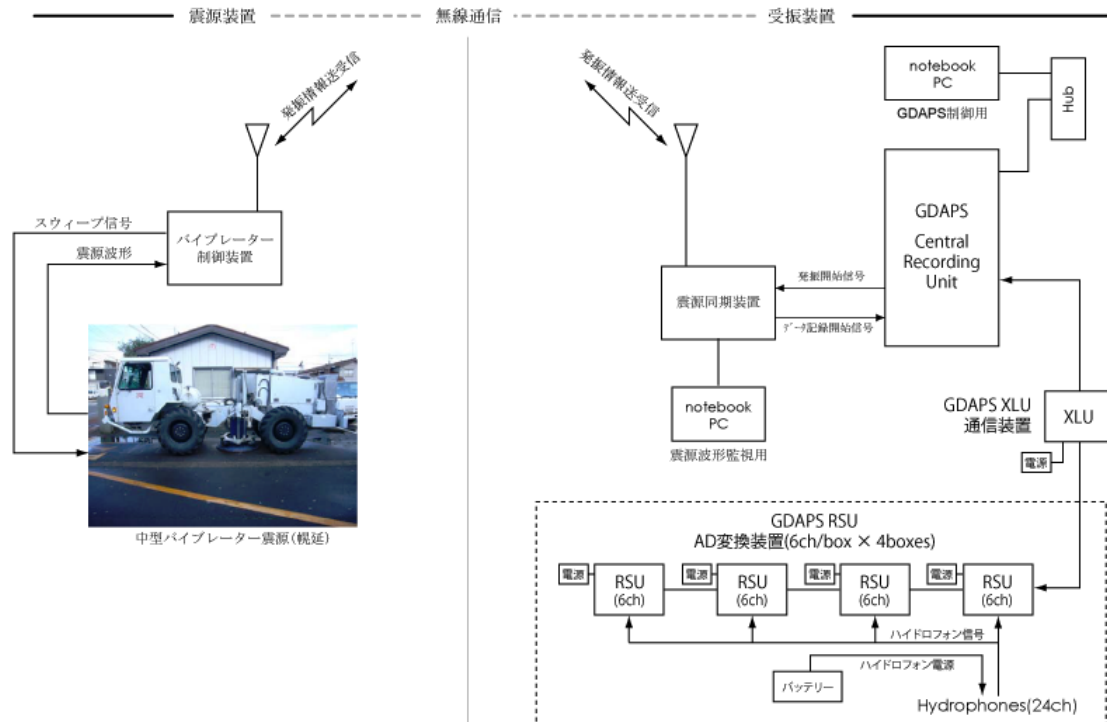 震源装置
無線通信
受振装置
発振情報送受信
スウィープ信号
震源波形
バイブレーター
制御装置
中型バイブレーター震源(幌延)
発振情報送受信
notebook
PC
GDAPS制御用
Hub
GDAPS
Central
Recording
Unit
震源同期装置
発振開始信号
データ記録開始信号
notebook
PC
震源波形監視用
GDAPS XLU
通信装置
XLU
電源
GDAPS RSU
AD変換装置(6ch/box × 4boxes)
電源
RSU
(6ch)
電源
RSU
(6ch)
電源
RSU
(6ch)
電源
RSU
(6ch)
ハイドロフォン信号
ハイドロフォン電源
バッテリー
Hydrophones(24ch)